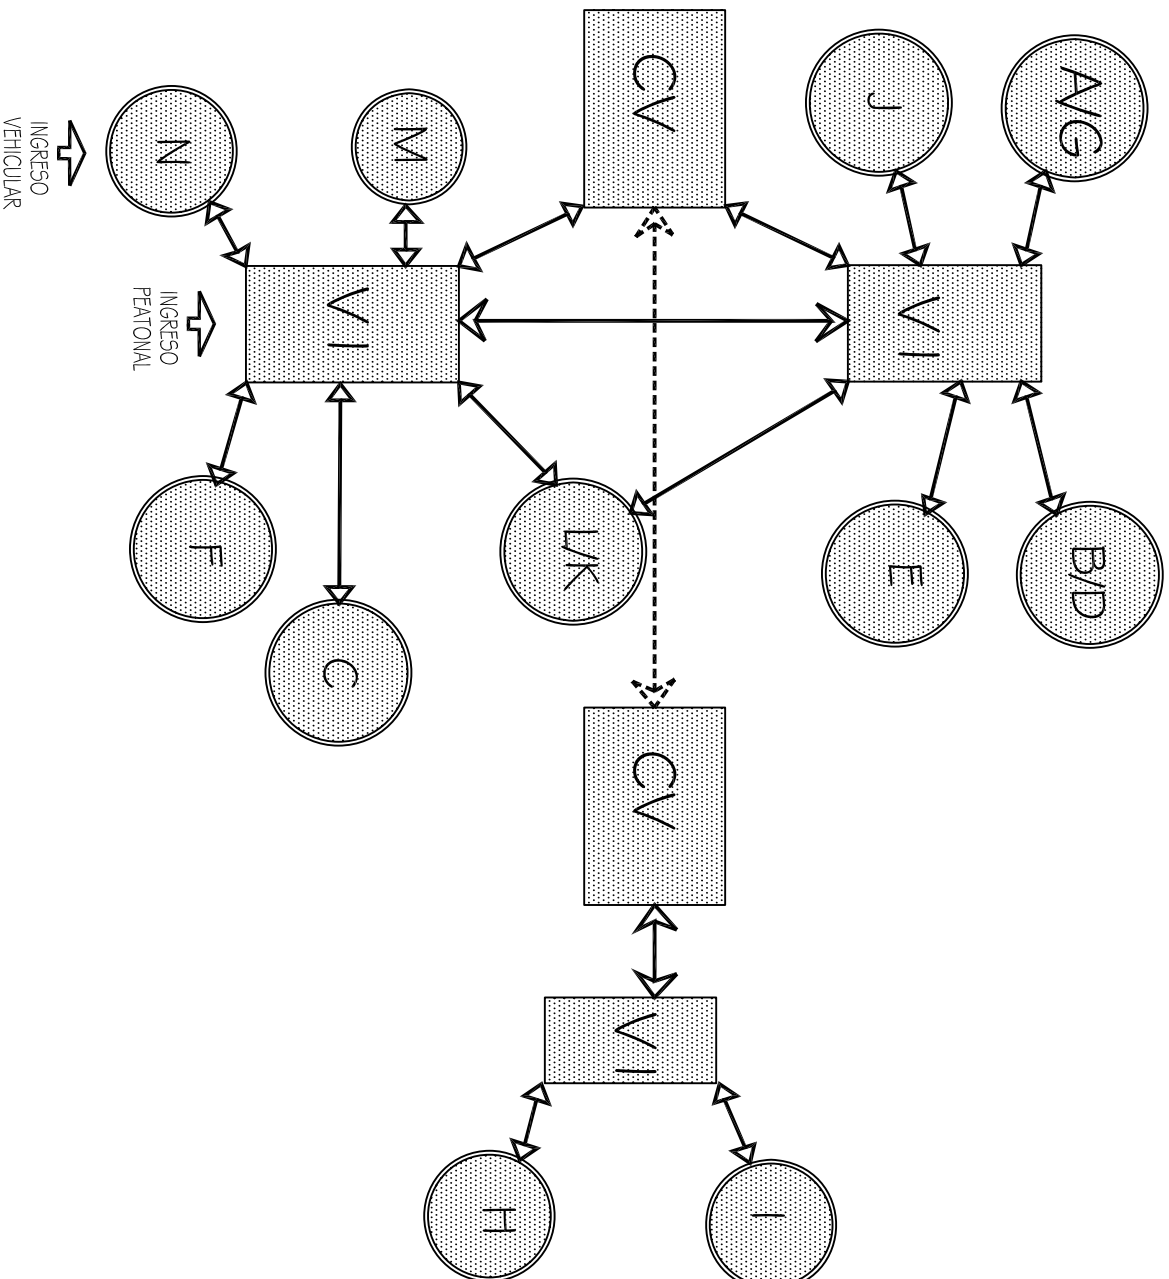 A/G
B/D
J
VI
E
I
CV
CV
VI
L/K
H
M
VI
C
F
N
INGRESO
PEATONAL
INGRESO
VEHICULAR